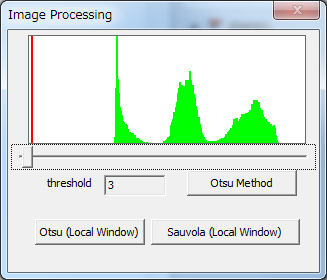 Image Processing
threshold 3
Otsu Method
Otsu (Local Window)
Sauvola (Local Window)